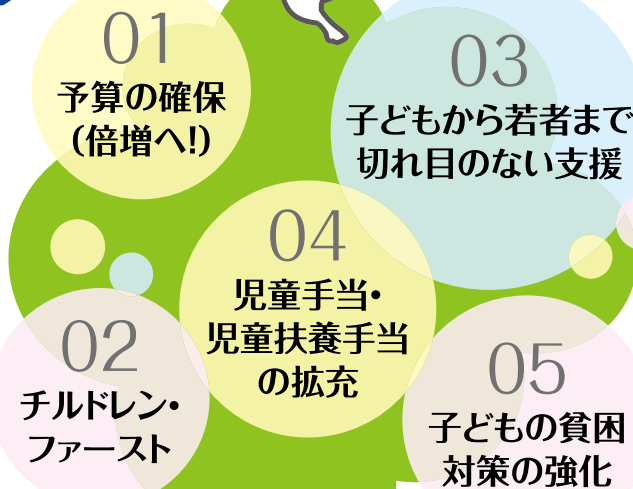 01
予算の確保
(倍増へ!)
02
チルドレン・
ファースト
03
子どもから若者まで
切れ目のない支援
04
児童手当・
児童扶養手当
の拡充
05
子どもの貧困
対策の強化